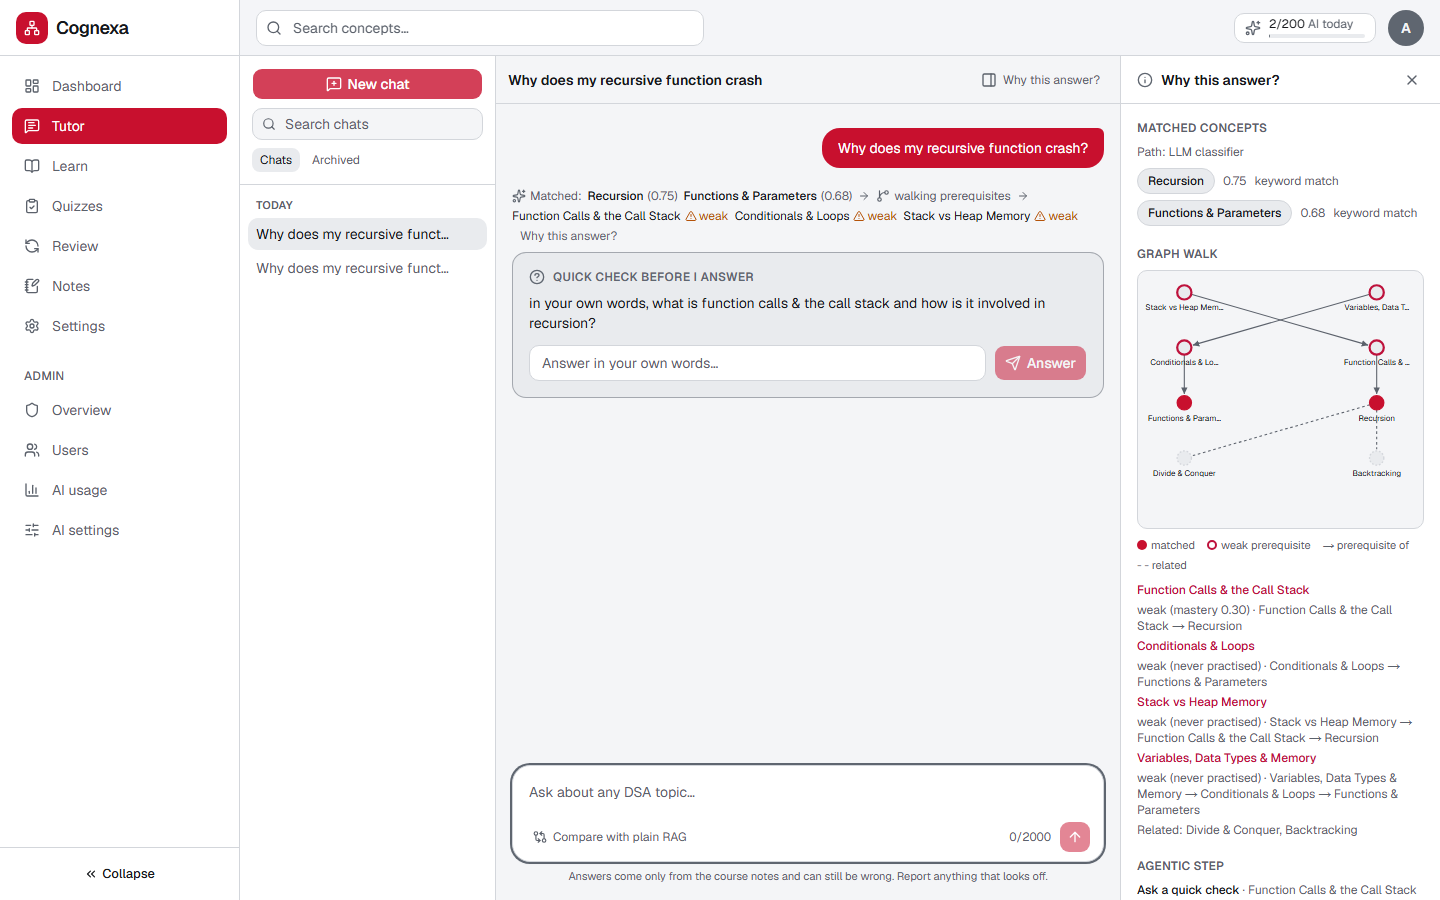 Cognexa
Search concepts...
2/200 AI today
A
Dashboard
Tutor
Learn
Quizzes
Review
Notes
Settings
ADMIN
Overview
Users
AI usage
AI settings
Collapse
New chat
Search chats
Chats
Archived
TODAY
Why does my recursive funct...
Why does my recursive funct...
Why does my recursive function crash
Why this answer?
Why does my recursive function crash?
Matched: Recursion (0.75) Functions & Parameters (0.68) → walking prerequisites →
Function Calls & the Call Stack weak Conditionals & Loops weak Stack vs Heap Memory weak
Why this answer?
QUICK CHECK BEFORE I ANSWER
in your own words, what is function calls & the call stack and how is it involved in
recursion?
Answer in your own words...
Answer
Ask about any DSA topic...
Compare with plain RAG
0/2000
Answers come only from the course notes and can still be wrong. Report anything that looks off.
Why this answer?
MATCHED CONCEPTS
Path: LLM classifier
Recursion 0.75 keyword match
Functions & Parameters 0.68 keyword match
GRAPH WALK
Stack vs Heap Mem...
Variables, Data T...
Conditionals & Lo...
Function Calls & ...
Functions & Param...
Recursion
Divide & Conquer
Backtracking
matched
weak prerequisite
→ prerequisite of
- - related
Function Calls & the Call Stack
weak (mastery 0.30) · Function Calls & the Call
Stack → Recursion
Conditionals & Loops
weak (never practised) · Conditionals & Loops →
Functions & Parameters
Stack vs Heap Memory
weak (never practised) · Stack vs Heap Memory →
Function Calls & the Call Stack → Recursion
Variables, Data Types & Memory
weak (never practised) · Variables, Data Types &
Memory → Conditionals & Loops → Functions &
Parameters
Related: Divide & Conquer, Backtracking
AGENTIC STEP
Ask a quick check · Function Calls & the Call Stack